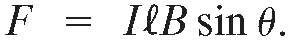 F = IℓB sin θ.